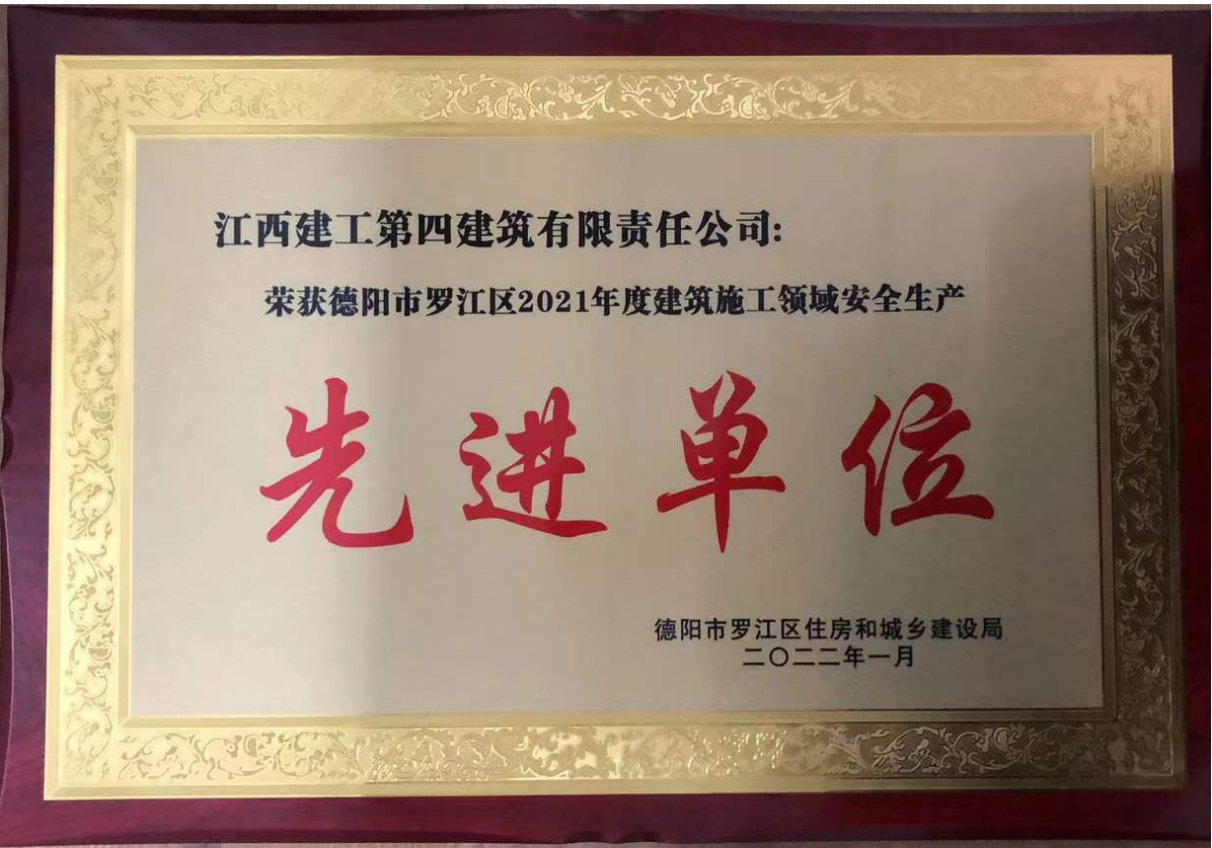 江西建工第四建筑有限责任公司:
荣获德阳市罗江区2021年度建筑施工领域安全生产
先进单位
德阳市罗江区住房和城乡建设局
二〇二二年一月